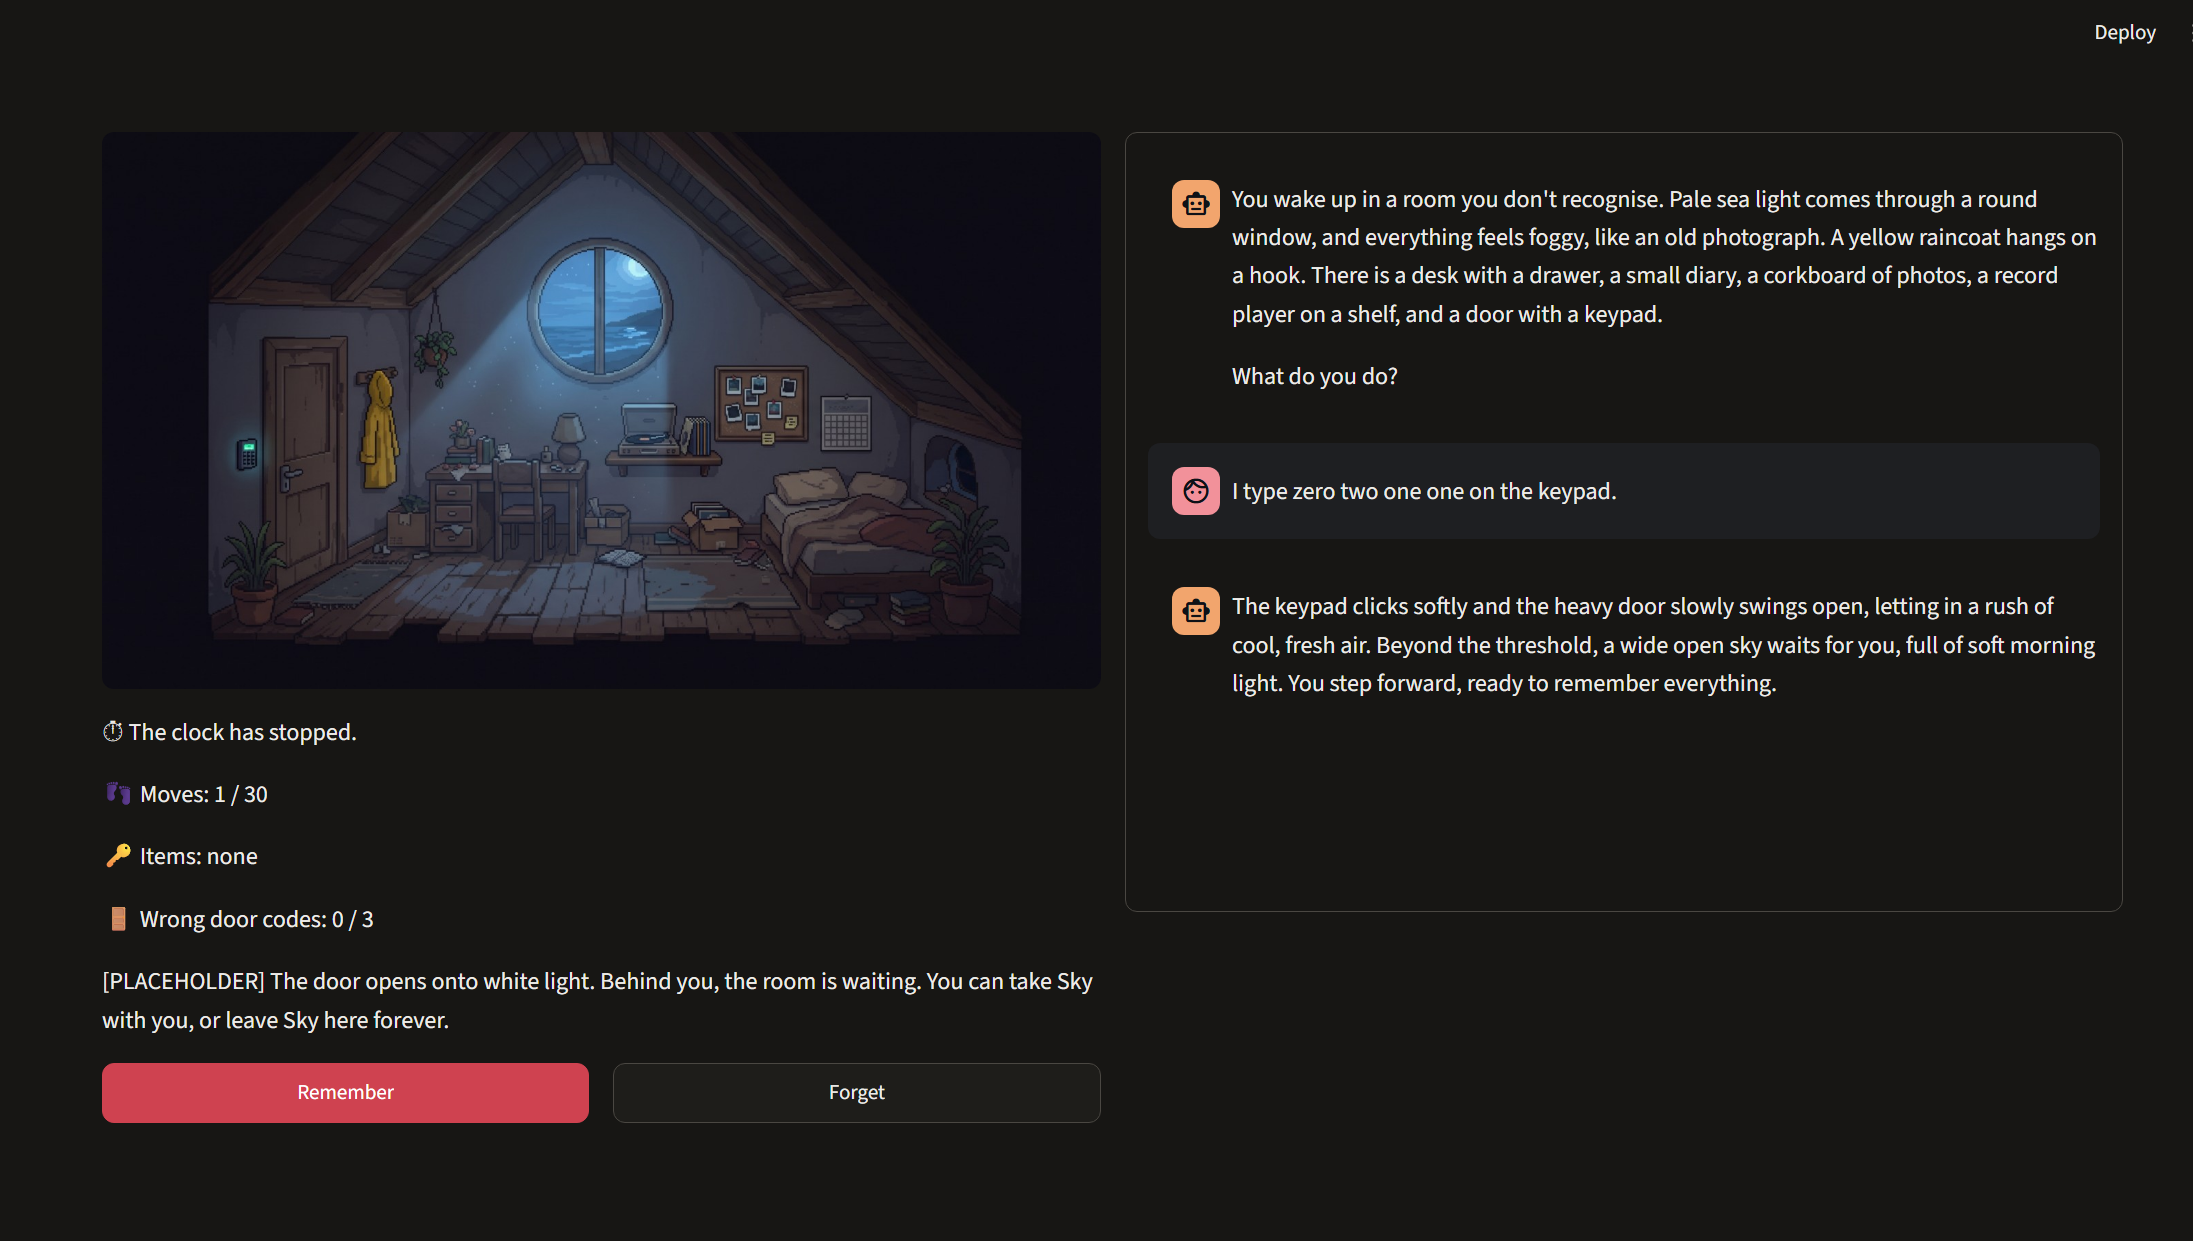 Deploy
You wake up in a room you don't recognise. Pale sea light comes through a round
window, and everything feels foggy, like an old photograph. A yellow raincoat hangs on
a hook. There is a desk with a drawer, a small diary, a corkboard of photos, a record
player on a shelf, and a door with a keypad.
What do you do?
I type zero two one one on the keypad.
The keypad clicks softly and the heavy door slowly swings open, letting in a rush of
cool, fresh air. Beyond the threshold, a wide open sky waits for you, full of soft morning
light. You step forward, ready to remember everything.
The clock has stopped.
Moves: 1 / 30
Items: none
Wrong door codes: 0 / 3
[PLACEHOLDER] The door opens onto white light. Behind you, the room is waiting. You can take Sky
with you, or leave Sky here forever.
Remember
Forget